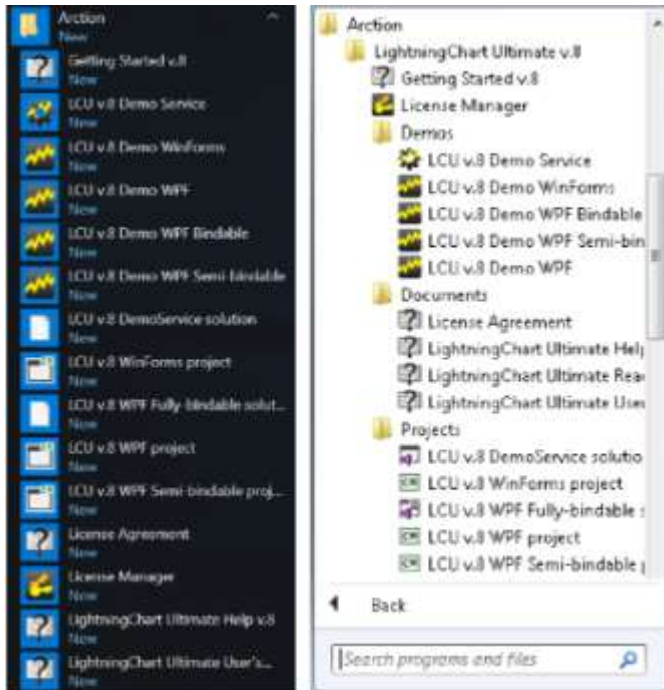 Arction
New
Getting Started v.8
New
LCU v.8 Demo Service
New
LCU v.8 Demo WinForms
New
LCU v.8 Demo WPF
New
LCU v.8 Demo WPF Bindable
New
LCU v.8 Demo WPF Semi-bindable
New
LCU v.8 DemoService solution
New
LCU v.8 WinForms project
New
LCU v.8 WPF Fully-bindable solut...
New
LCU v.8 WPF project
New
LCU v.8 WPF Semi-bindable proj...
New
License Agreement
New
License Manager
New
LightningChart Ultimate Help v.8
New
LightningChart Ultimate User's...
New
Arction
LightningChart Ultimate v.8
Getting Started v.8
License Manager
Demos
LCU v.8 Demo Service
LCU v.8 Demo WinForms
LCU v.8 Demo WPF Bindable
LCU v.8 Demo WPF Semi-bin
LCU v.8 Demo WPF
Documents
License Agreement
LightningChart Ultimate Help
LightningChart Ultimate Rea
LightningChart Ultimate User
Projects
LCU v.8 DemoService solutio
LCU v.8 WinForms project
LCU v.8 WPF Fully-bindable s
LCU v.8 WPF project
LCU v.8 WPF Semi-bindable p
Back
Search programs and files